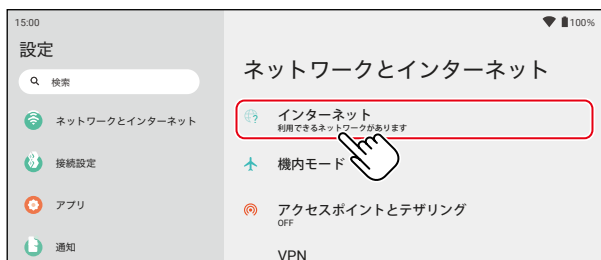 15:00
100%
設定
検索
ネットワークとインターネット
接続設定
アプリ
通知
ネットワークとインターネット
インターネット
利用できるネットワークがあります
機内モード
アクセスポイントとテザリング
OFF
VPN